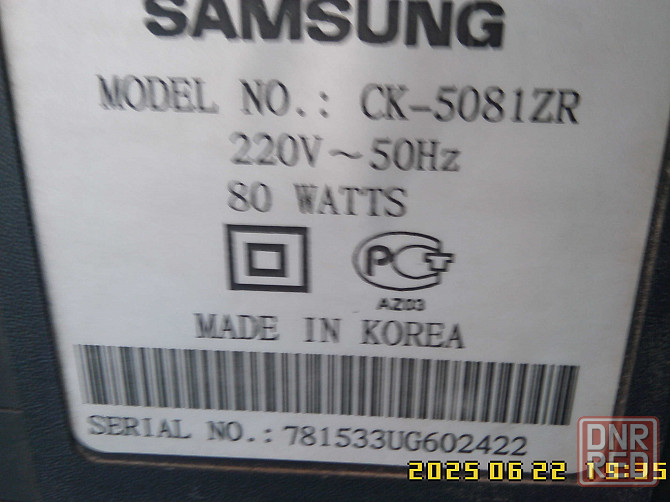 SAMSUNG
MODEL NO.: CK-5081ZR
220V~50Hz
80 WATTS
PCT
AZ03
MADE IN KOREA
SERIAL NO.: 781533UG602422
DNR
RED
2025 06 22 19:35